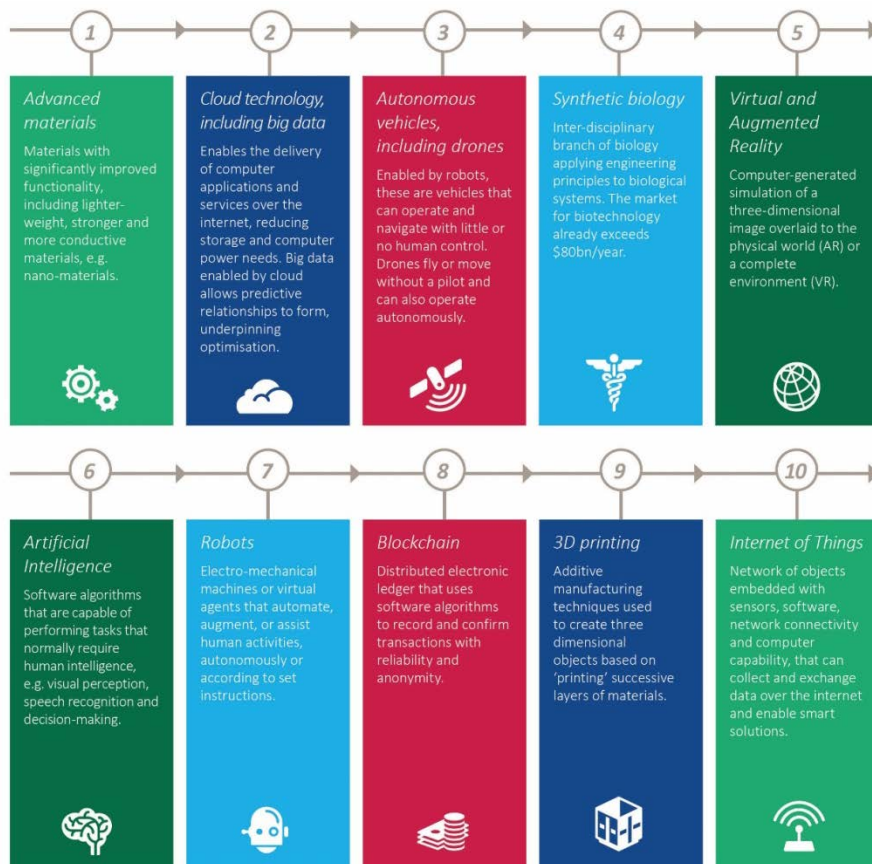 1
2
3
4
5
Advanced
materials
Materials with
significantly improved
functionality,
including lighter-
weight, stronger and
more conductive
materials, e.g.
nano-materials.
Cloud technology,
including big data
Enables the delivery
of computer
applications and
services over the
internet, reducing
storage and computer
power needs. Big data
enabled by cloud
allows predictive
relationships to form,
underpinning
optimisation.
Autonomous
vehicles,
including drones
Enabled by robots,
these are vehicles that
can operate and
navigate with little or
no human control.
Drones fly or move
without a pilot and
can also operate
autonomously.
Synthetic biology
Inter-disciplinary
branch of biology
applying engineering
principles to biological
systems. The market
for biotechnology
already exceeds
$80bn/year.
Virtual and
Augmented
Reality
Computer-generated
simulation of a
three-dimensional
image overlaid to the
physical world (AR) or
a complete
environment (VR).
6
7
8
9
10
Artificial
Intelligence
Software algorithms
that are capable of
performing tasks that
normally require
human intelligence,
e.g. visual perception,
speech recognition and
decision-making.
Robots
Electro-mechanical
machines or virtual
agents that automate,
augment, or assist
human activities,
autonomously or
according to set
instructions.
Blockchain
Distributed electronic
ledger that uses
software algorithms
to record and confirm
transactions with
reliability and
anonymity.
3D printing
Additive
manufacturing
techniques used
to create three
dimensional
objects based on
‘printing’ successive
layers of materials.
Internet of Things
Network of objects
embedded with
sensors, software,
network connectivity
and computer
capability, that can
collect and exchange
data over the internet
and enable smart
solutions.